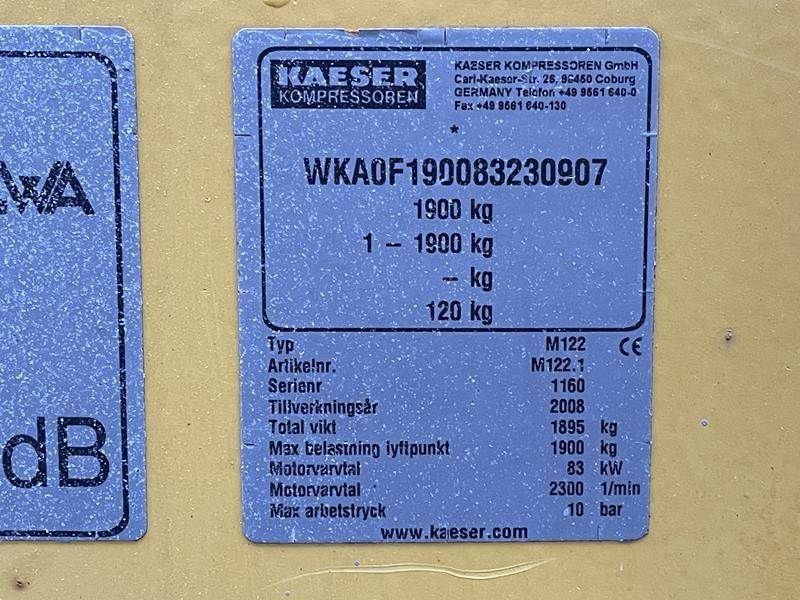 WA
dB
KAESER
KOMPRESSOREN
KAESER KOMPRESSOREN GmbH
Carl-Kaeser-Str. 26, 96450 Coburg
GERMANY Telefon +49 9561 640-0
Fax +49 9561 640-130
*
WKA0F190083230907
1900 kg
1 – 1900 kg
– kg
120 kg
Typ M122 CE
Artikelnr. M122.1
Serienr 1160
Tillverkningsår 2008
Total vikt 1895 kg
Max belastning lyftpunkt 1900 kg
Motorvarvtal 83 kW
Motorvarvtal 2300 1/min
Max arbetstryck 10 bar
www.kaeser.com